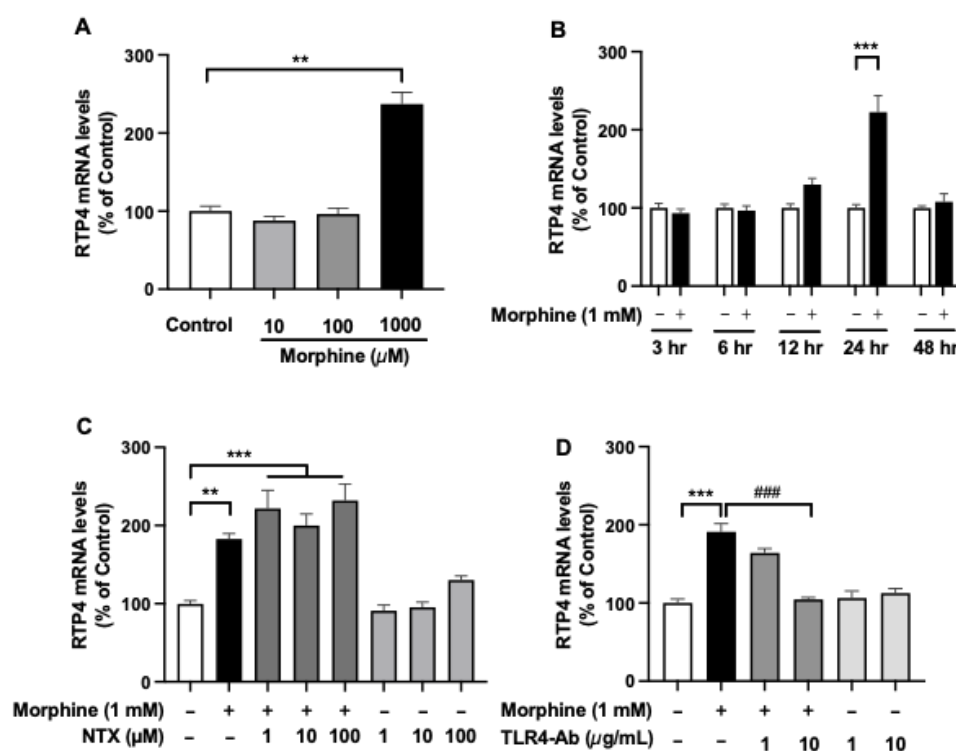 A
RTP4 mRNA levels
(% of Control)
300
200
100
0
**
Control
10 100 1000
Morphine (µM)
B
RTP4 mRNA levels
(% of Control)
300
200
100
0
***
Morphine (1 mM) – + – + – + – + – +
3 hr 6 hr 12 hr 24 hr 48 hr
C
RTP4 mRNA levels
(% of Control)
300
200
100
0
***
**
Morphine (1 mM) – + + + + – – –
NTX (µM) – – 1 10 100 1 10 100
D
RTP4 mRNA levels
(% of Control)
300
200
100
0
*** ###
Morphine (1 mM) – + + + – –
TLR4-Ab (µg/mL) – – 1 10 1 10